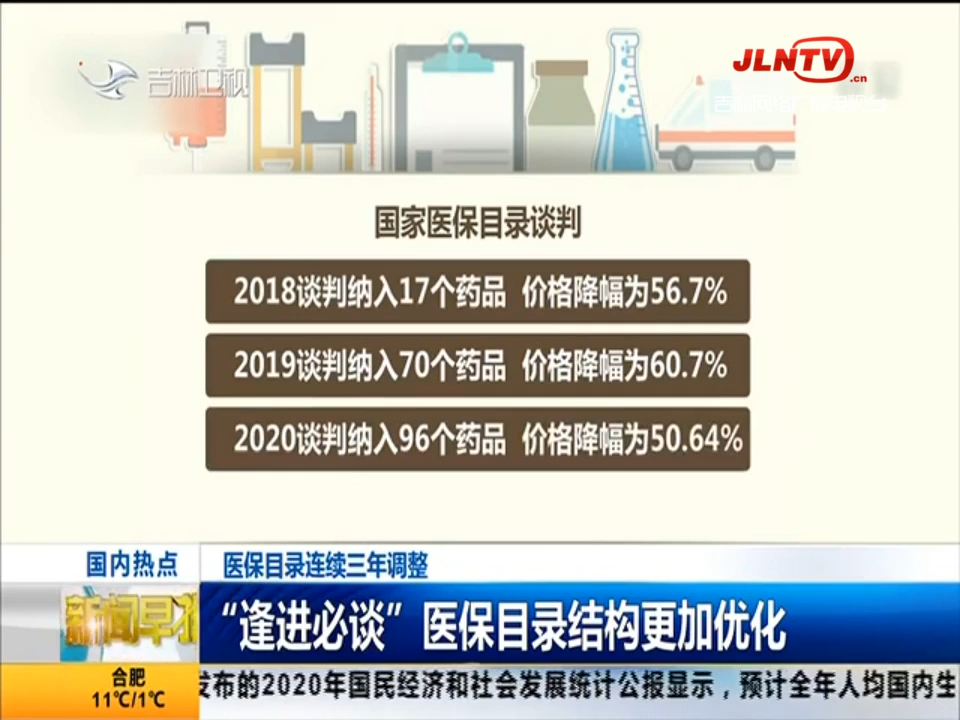 吉林卫视
JLNTV.cn
国家医保目录谈判
2018谈判纳入17个药品 价格降幅为56.7%
2019谈判纳入70个药品 价格降幅为60.7%
2020谈判纳入96个药品 价格降幅为50.64%
国内热点
医保目录连续三年调整
新闻早报
“逢进必谈”医保目录结构更加优化
合肥
11℃/1℃
发布的2020年国民经济和社会发展统计公报显示，预计全年人均国内生